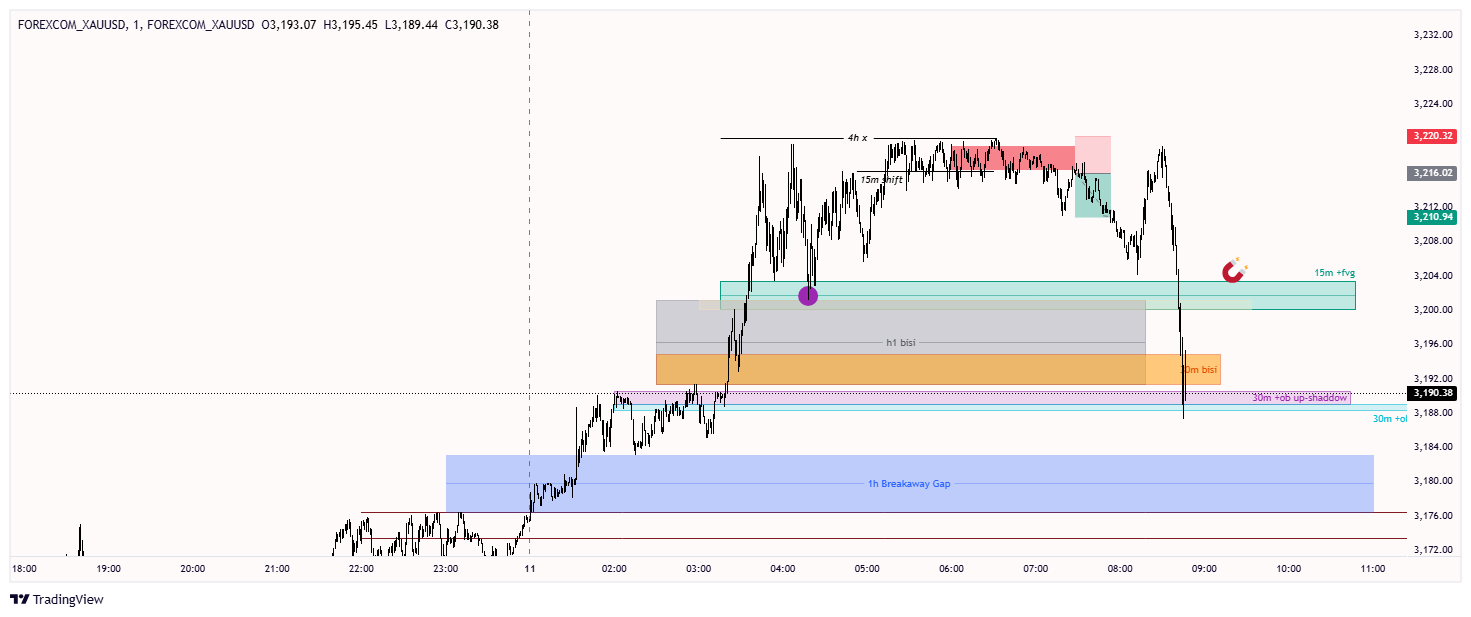 FOREXCOM_XAUUSD, 1, FOREXCOM_XAUUSD O3,193.07 H3,195.45 L3,189.44 C3,190.38
3,232.00
3,228.00
3,224.00
3,220.32
4h x
3,216.02
15m shift
3,212.00
3,210.94
3,208.00
3,204.00
15m +fvg
3,200.00
3,196.00
h1 bisi
3,192.00
30m bisi
3,190.38
30m +ob up-shaddow
3,188.00
30m +ol
3,184.00
3,180.00
1h Breakaway Gap
3,176.00
3,172.00
18:00 19:00 20:00 21:00 22:00 23:00 11 02:00 03:00 04:00 05:00 06:00 07:00 08:00 09:00 10:00 11:00
TradingView